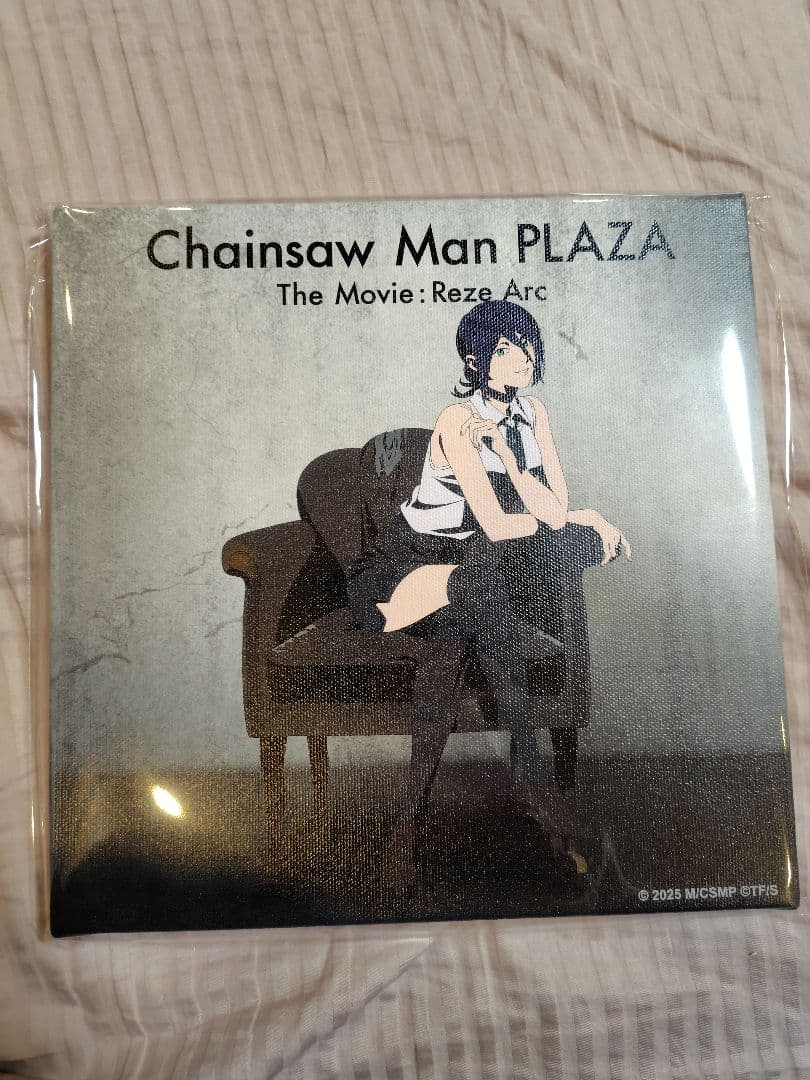 Chainsaw Man PLAZA
The Movie: Reze Arc
© 2025 M/CSMP ©TF/S